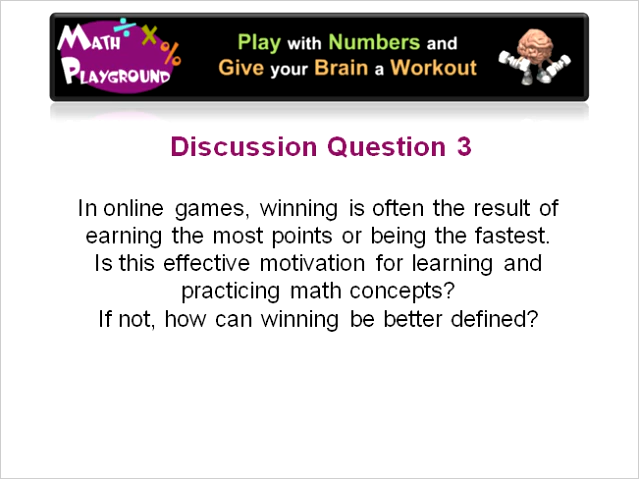 MATH
PLAYGROUND
Play with Numbers and
Give your Brain a Workout
Discussion Question 3
In online games, winning is often the result of
earning the most points or being the fastest.
Is this effective motivation for learning and
practicing math concepts?
If not, how can winning be better defined?